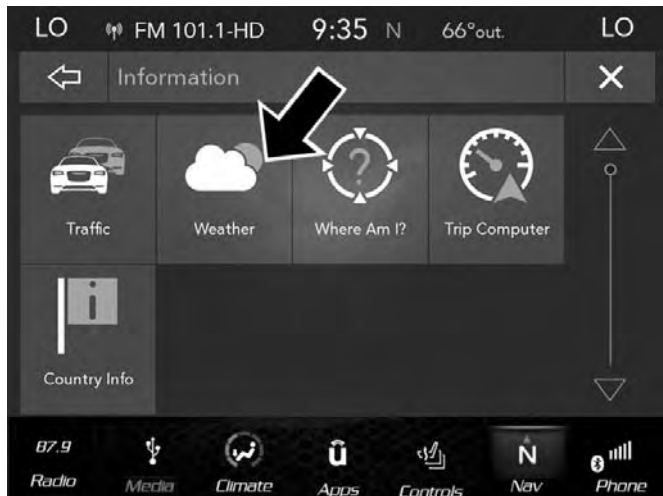 LO FM 101.1-HD 9:35 N 66°out. LO
Information
Traffic Weather Where Am I? Trip Computer
Country Info
87.9
Radio Media Climate Apps Controls Nav Phone